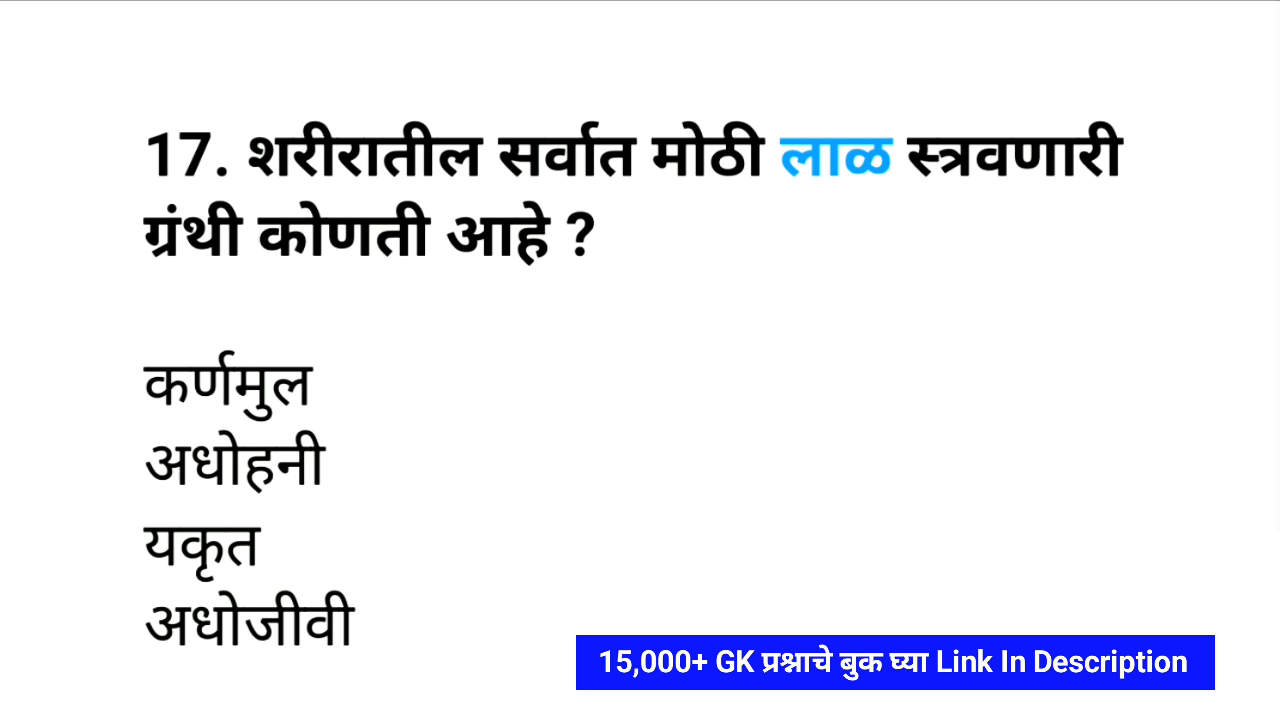 17. शरीरातील सर्वात मोठी लाळ स्त्रवणारी
ग्रंथी कोणती आहे ?
कर्णमुल
अधोहनी
यकृत
अधोजीवी
15,000+ GK प्रश्नाचे बुक घ्या Link In Description